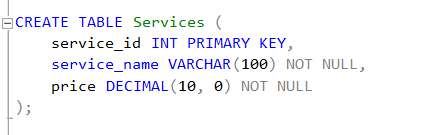 CREATE TABLE Services (
    service_id INT PRIMARY KEY,
    service_name VARCHAR(100) NOT NULL,
    price DECIMAL(10, 0) NOT NULL
);